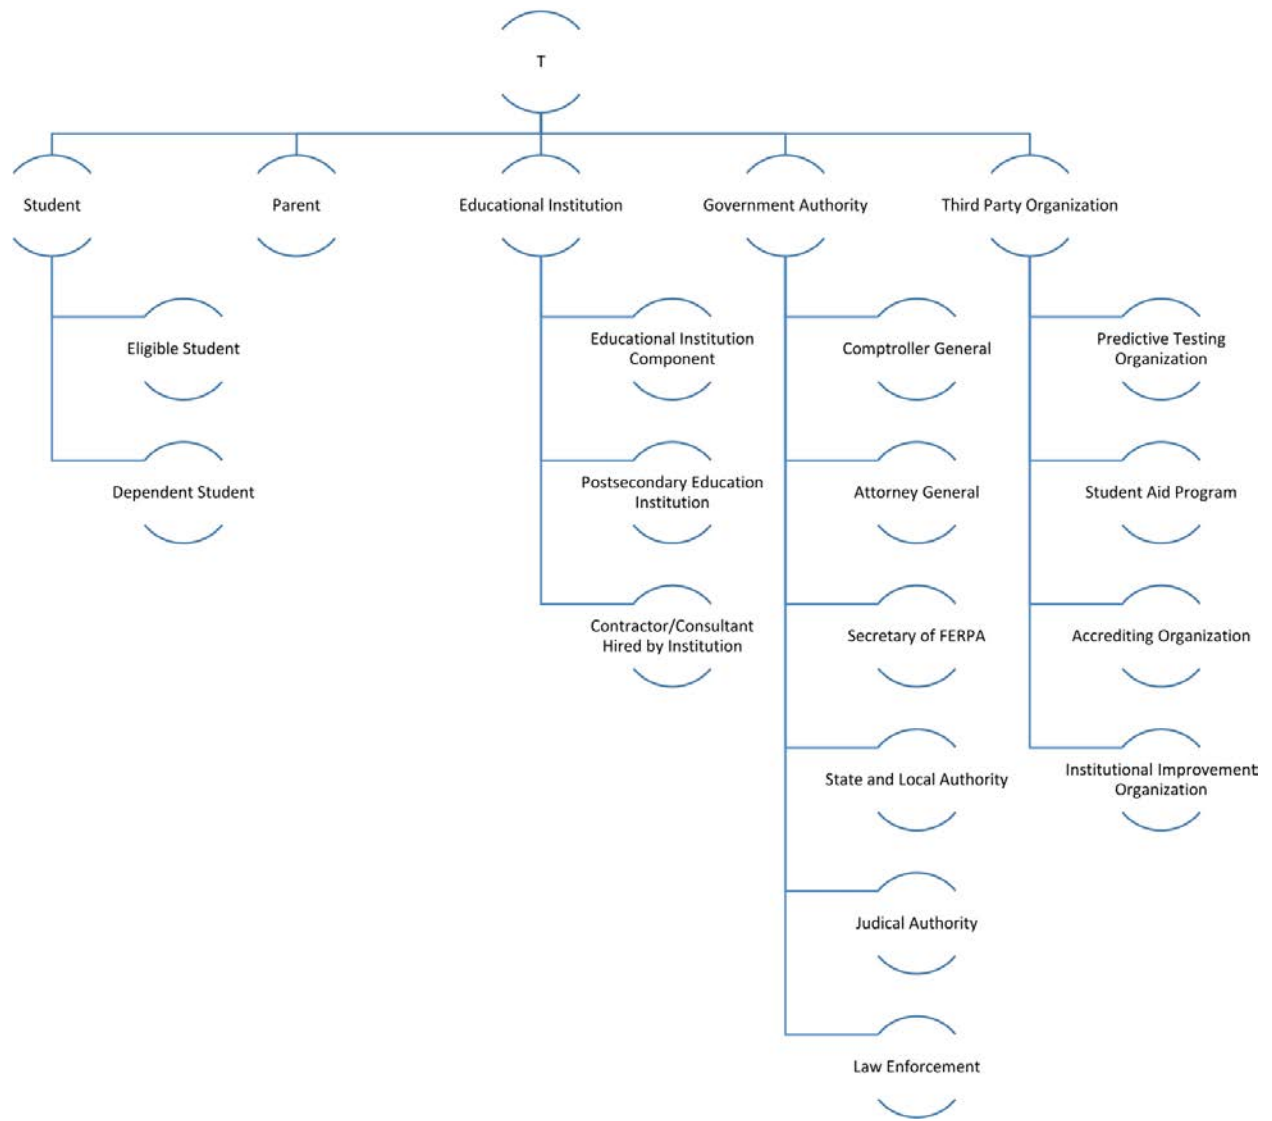 T
Student
Parent
Educational Institution
Government Authority
Third Party Organization
Eligible Student
Dependent Student
Educational Institution
Component
Postsecondary Education
Institution
Contractor/Consultant
Hired by Institution
Comptroller General
Attorney General
Secretary of FERPA
State and Local Authority
Judical Authority
Law Enforcement
Predictive Testing
Organization
Student Aid Program
Accrediting Organization
Institutional Improvement
Organization